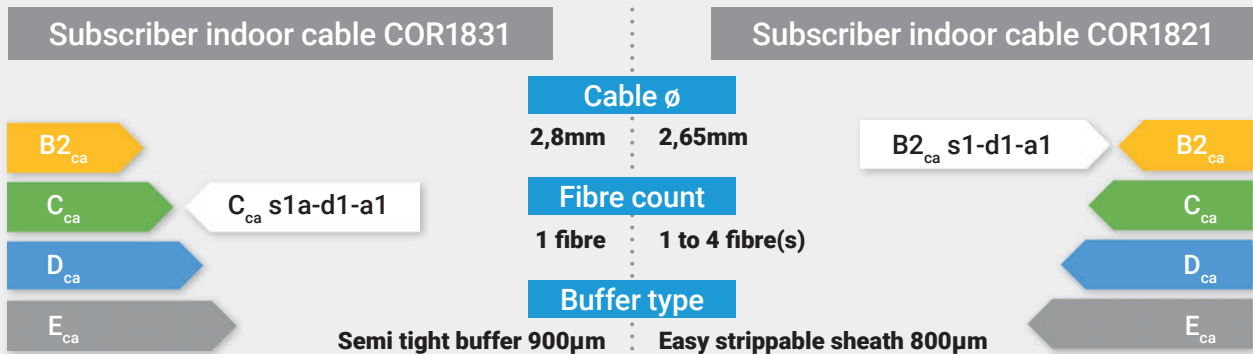 Subscriber indoor cable COR1831
Subscriber indoor cable COR1821
Cable ø
2,8mm
2,65mm
B2ca
B2ca s1-d1-a1
B2ca
Cca
Cca s1a-d1-a1
Fibre count
Cca
1 fibre
1 to 4 fibre(s)
Dca
Dca
Buffer type
Eca
Semi tight buffer 900µm
Easy strippable sheath 800µm
Eca